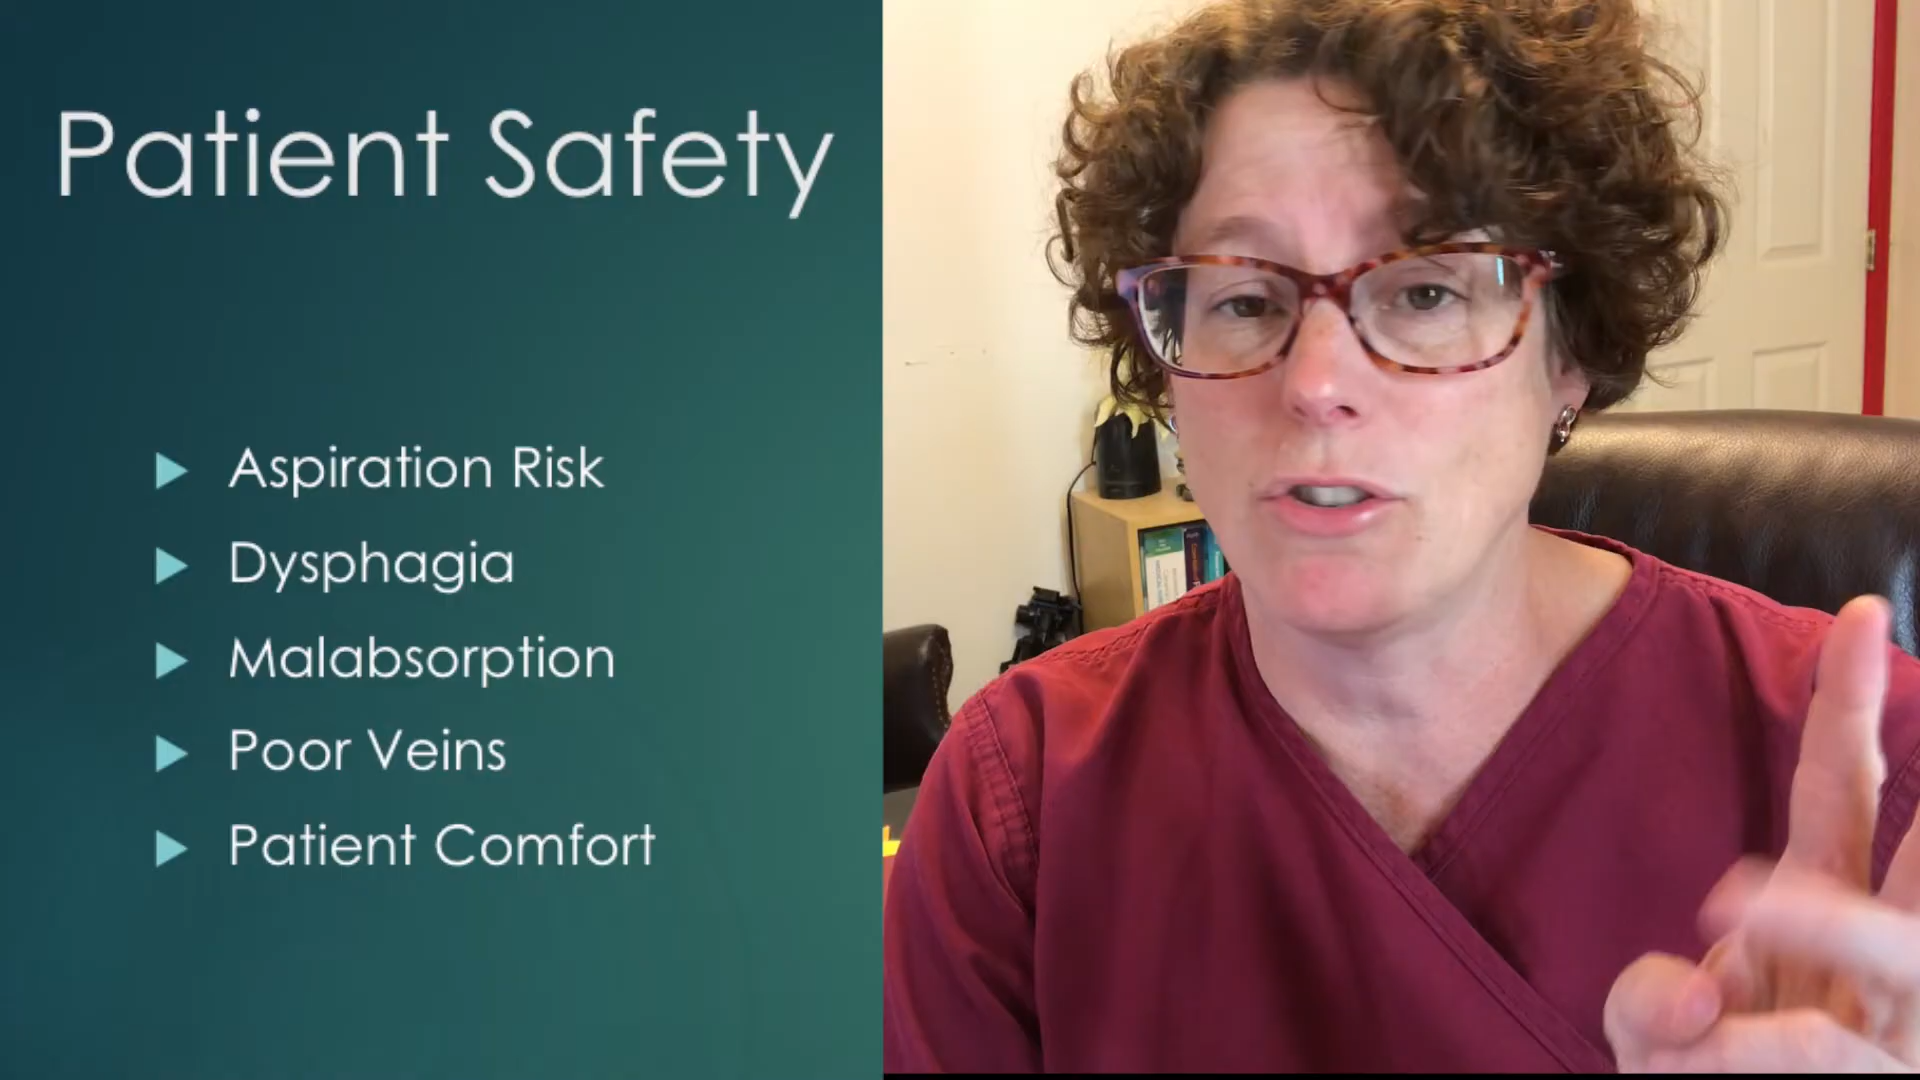 Patient Safety
Aspiration Risk
Dysphagia
Malabsorption
Poor Veins
Patient Comfort